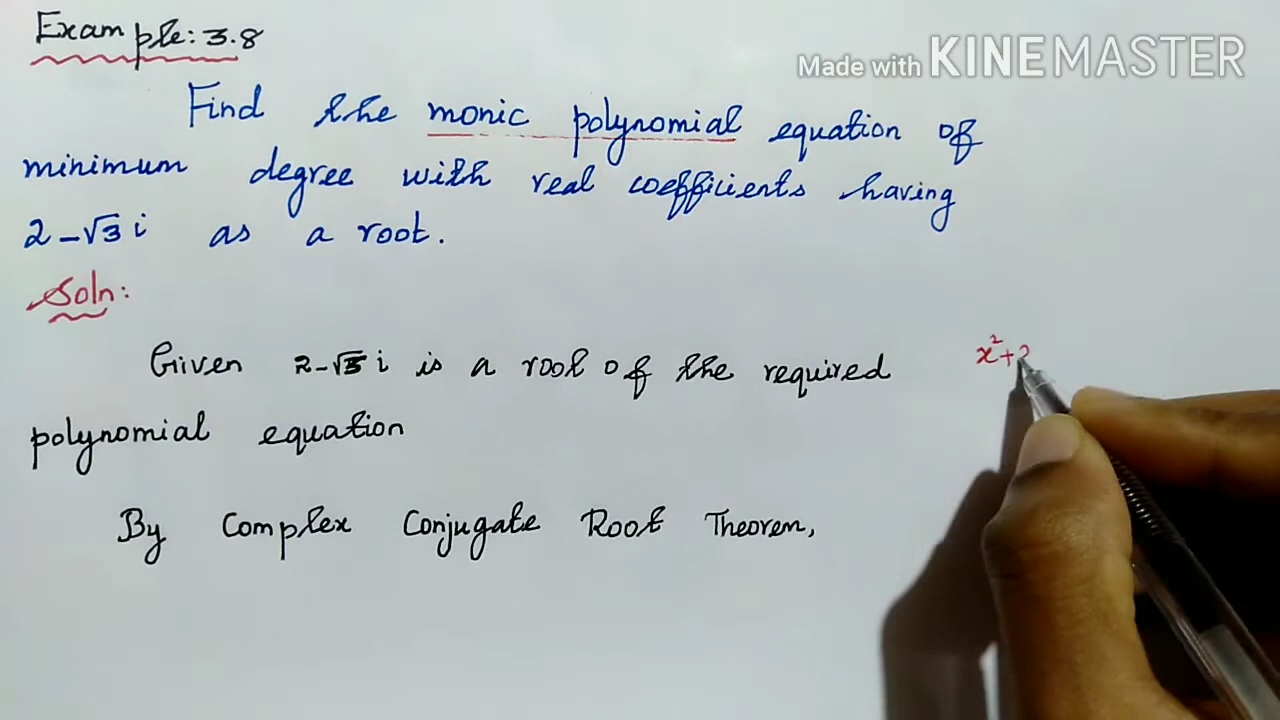 Example: 3.8
Made with KINEMASTER
Find the monic polynomial equation of
minimum degree with real coefficients having
2-√3 i as a root.
Soln:
Given 2-√3 i is a root of the required
x²+2
polynomial equation
By Complex Conjugate Root Theorem,